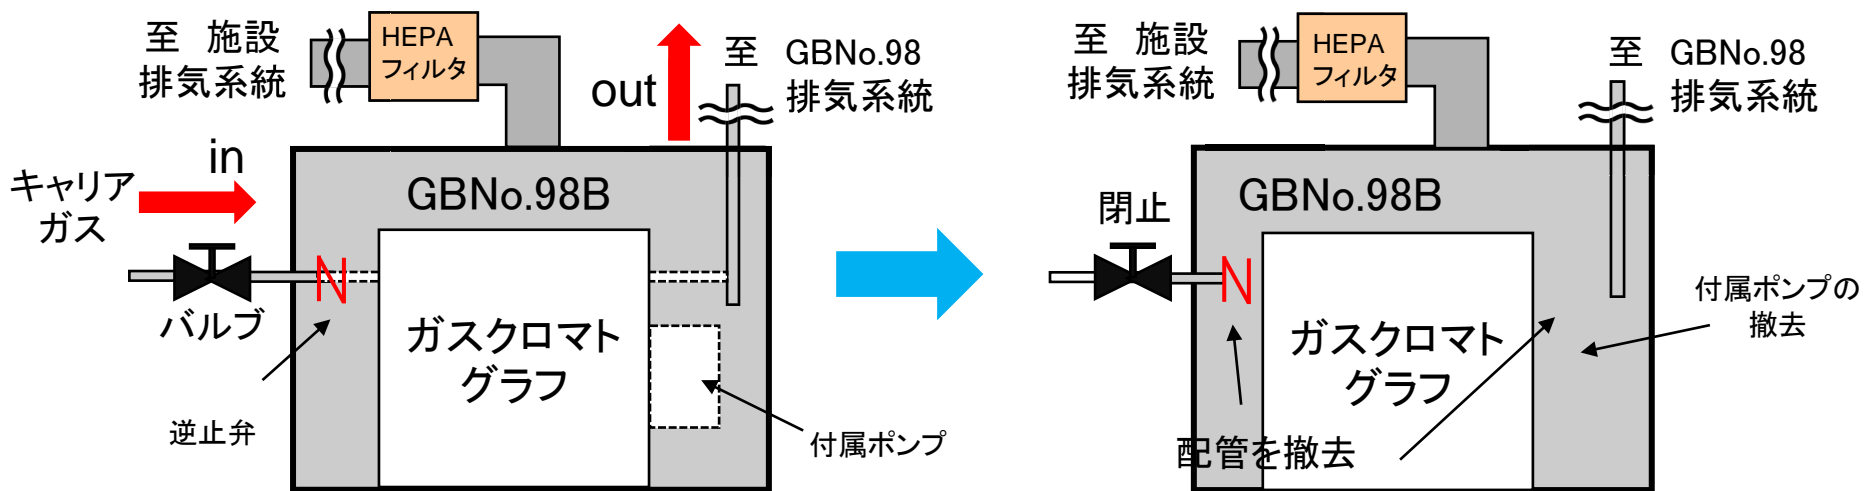 至 施設
排気系統
HEPA
フィルタ
out
至 GBNo.98
排気系統
in
キャリア
ガス
GBNo.98B
バルブ
ガスクロマト
グラフ
逆止弁
付属ポンプ
至 施設
排気系統
HEPA
フィルタ
至 GBNo.98
排気系統
GBNo.98B
閉止
ガスクロマト
グラフ
付属ポンプの
撤去
配管を撤去